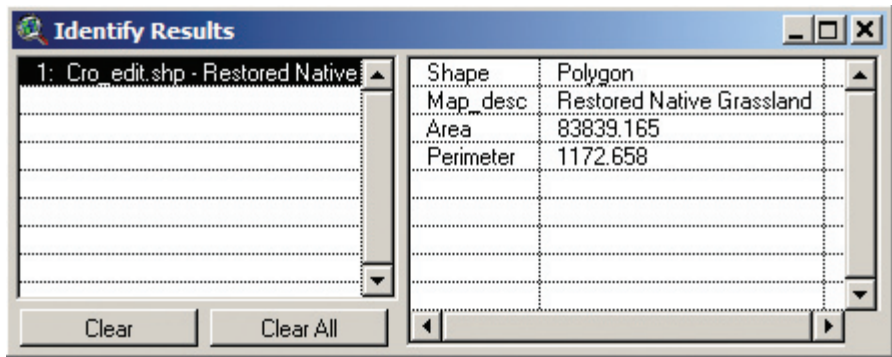 Identify Results
1: Cro_edit.shp - Restored Native
Shape Polygon
Map_desc Restored Native Grassland
Area 83839.165
Perimeter 1172.658
Clear Clear All